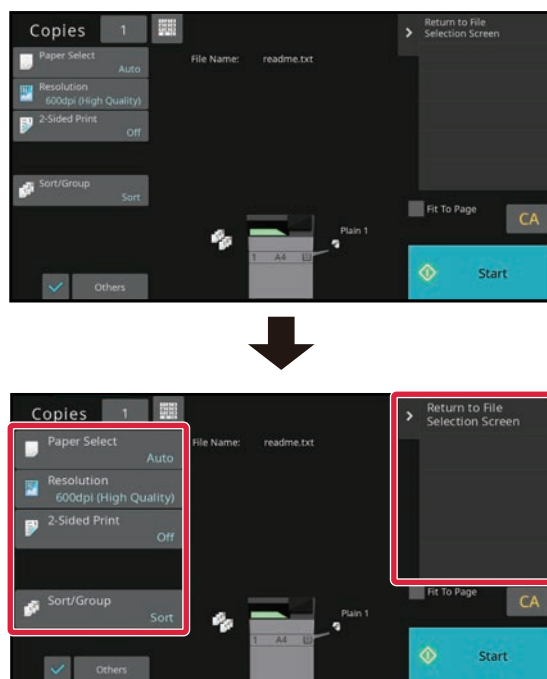 Copies 1
Return to File
Selection Screen
Paper Select
Auto
File Name: readme.txt
Resolution
600dpi (High Quality)
2-Sided Print
Off
Sort/Group
Sort
Fit To Page
Plain 1
CA
1 A4
Start
Others
Copies 1
Return to File
Selection Screen
Paper Select
Auto
File Name: readme.txt
Resolution
600dpi (High Quality)
2-Sided Print
Off
Sort/Group
Sort
Fit To Page
Plain 1
CA
1 A4
Start
Others